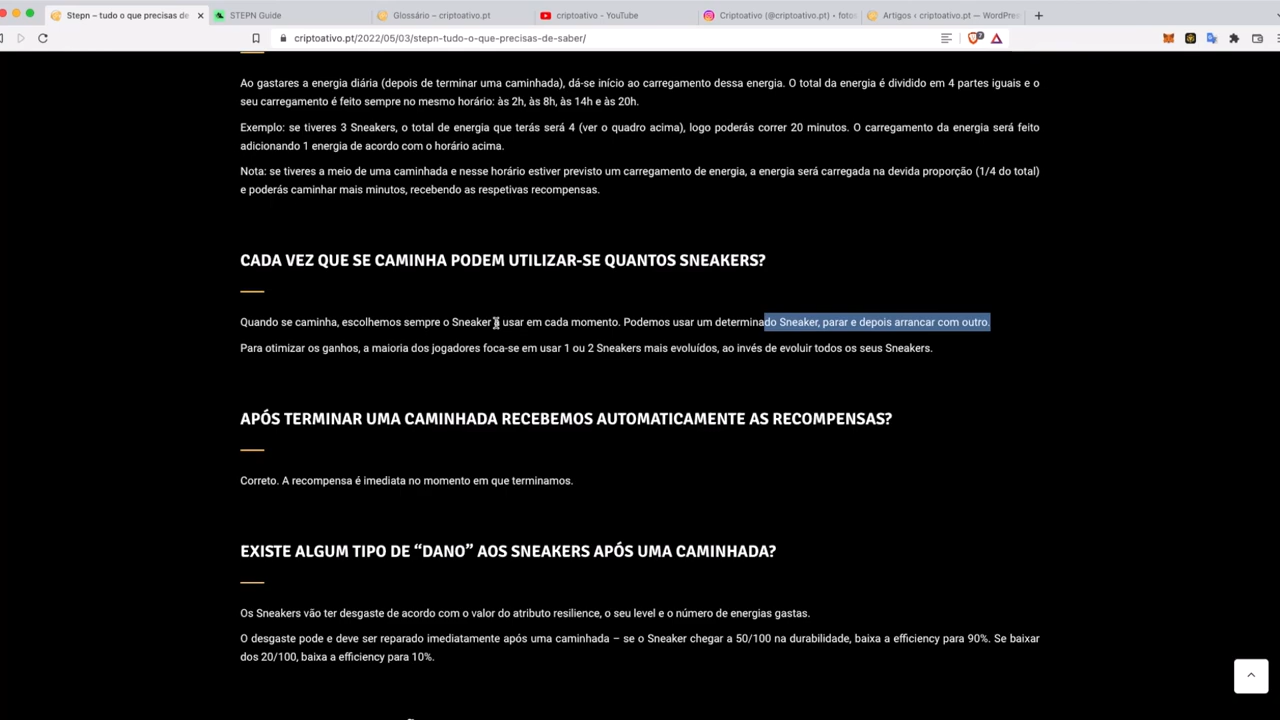 Stepn – tudo o que precisas de
STEPN Guide
Glossário – criptoativo.pt
criptoativo - YouTube
Criptoativo (@criptoativo.pt) • fotos
Artigos ‹ criptoativo.pt — WordPress
criptoativo.pt/2022/05/03/stepn-tudo-o-que-precisas-de-saber/
Ao gastares a energia diária (depois de terminar uma caminhada), dá-se início ao carregamento dessa energia. O total da energia é dividido em 4 partes iguais e o
seu carregamento é feito sempre no mesmo horário: às 2h, às 8h, às 14h e às 20h.
Exemplo: se tiveres 3 Sneakers, o total de energia que terás será 4 (ver o quadro acima), logo poderás correr 20 minutos. O carregamento da energia será feito
adicionando 1 energia de acordo com o horário acima.
Nota: se tiveres a meio de uma caminhada e nesse horário estiver previsto um carregamento de energia, a energia será carregada na devida proporção (1/4 do total)
e poderás caminhar mais minutos, recebendo as respetivas recompensas.
CADA VEZ QUE SE CAMINHA PODEM UTILIZAR-SE QUANTOS SNEAKERS?
Quando se caminha, escolhemos sempre o Sneaker a usar em cada momento. Podemos usar um determinado Sneaker, parar e depois arrancar com outro.
Para otimizar os ganhos, a maioria dos jogadores foca-se em usar 1 ou 2 Sneakers mais evoluídos, ao invés de evoluir todos os seus Sneakers.
APÓS TERMINAR UMA CAMINHADA RECEBEMOS AUTOMATICAMENTE AS RECOMPENSAS?
Correto. A recompensa é imediata no momento em que terminamos.
EXISTE ALGUM TIPO DE “DANO” AOS SNEAKERS APÓS UMA CAMINHADA?
Os Sneakers vão ter desgaste de acordo com o valor do atributo resilience, o seu level e o número de energias gastas.
O desgaste pode e deve ser reparado imediatamente após uma caminhada – se o Sneaker chegar a 50/100 na durabilidade, baixa a efficiency para 90%. Se baixar
dos 20/100, baixa a efficiency para 10%.